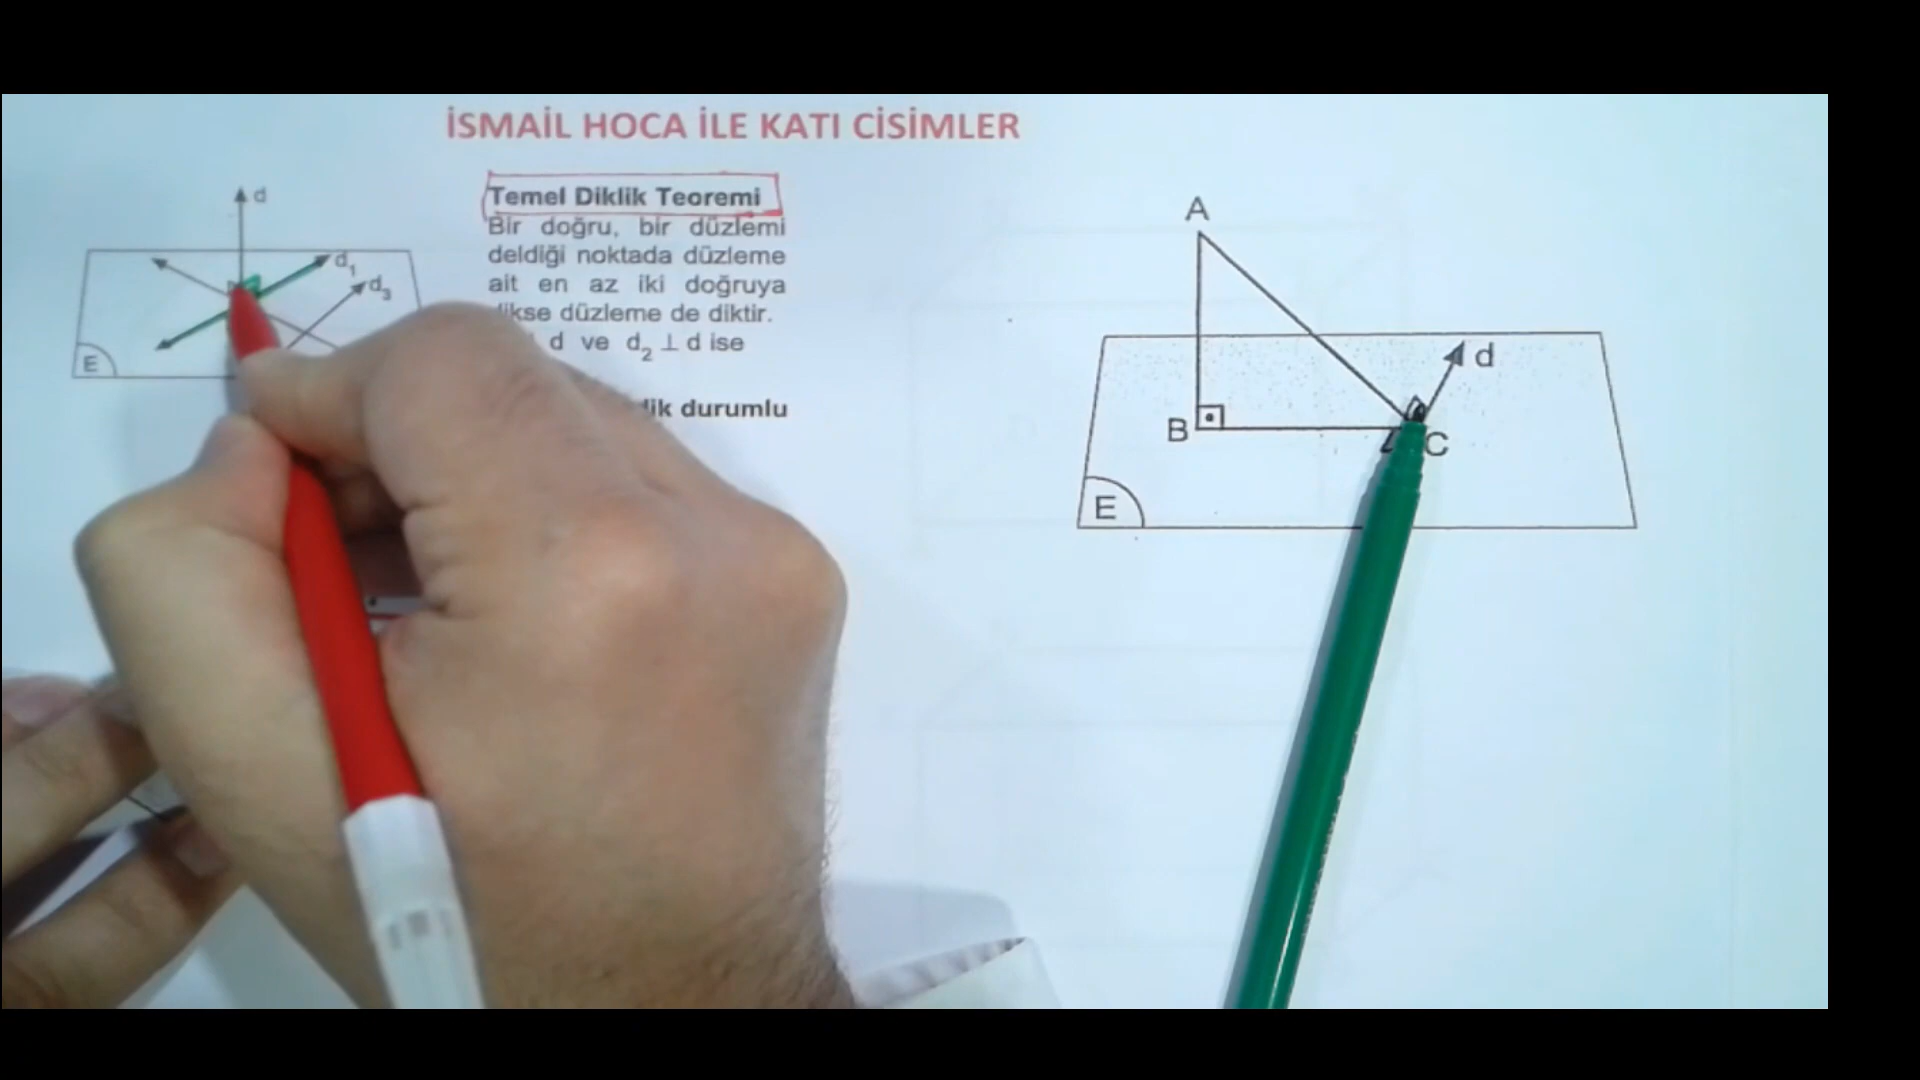 İSMAİL HOCA İLE KATI CİSİMLER
d
d1
d3
E
Temel Diklik Teoremi
Bir doğru, bir düzlemi
deldiği noktada düzleme
ait en az iki doğruya
dikse düzleme de diktir.
d ve d2 ⊥ d ise
dik durumlu
A
d
B
C
E